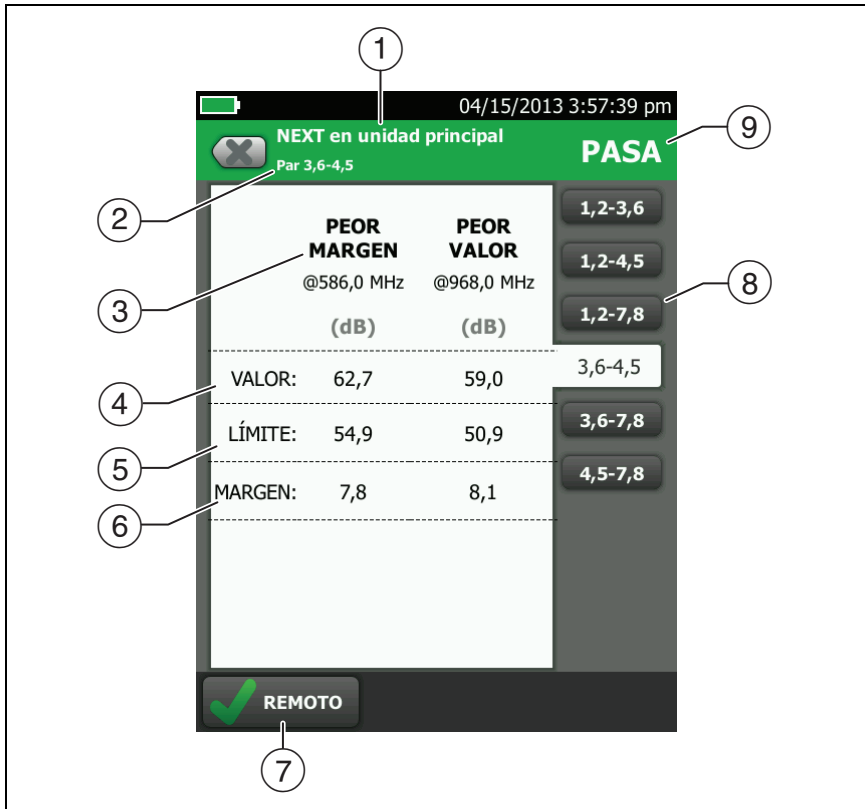 1
04/15/2013 3:57:39 pm
NEXT en unidad principal
PASA
9
Par 3,6-4,5
2
PEOR MARGEN
PEOR VALOR
@586,0 MHz
@968,0 MHz
(dB)
(dB)
3
1,2-3,6
1,2-4,5
1,2-7,8
3,6-4,5
3,6-7,8
4,5-7,8
8
VALOR: 62,7 59,0
4
LÍMITE: 54,9 50,9
5
MARGEN: 7,8 8,1
6
REMOTO
7